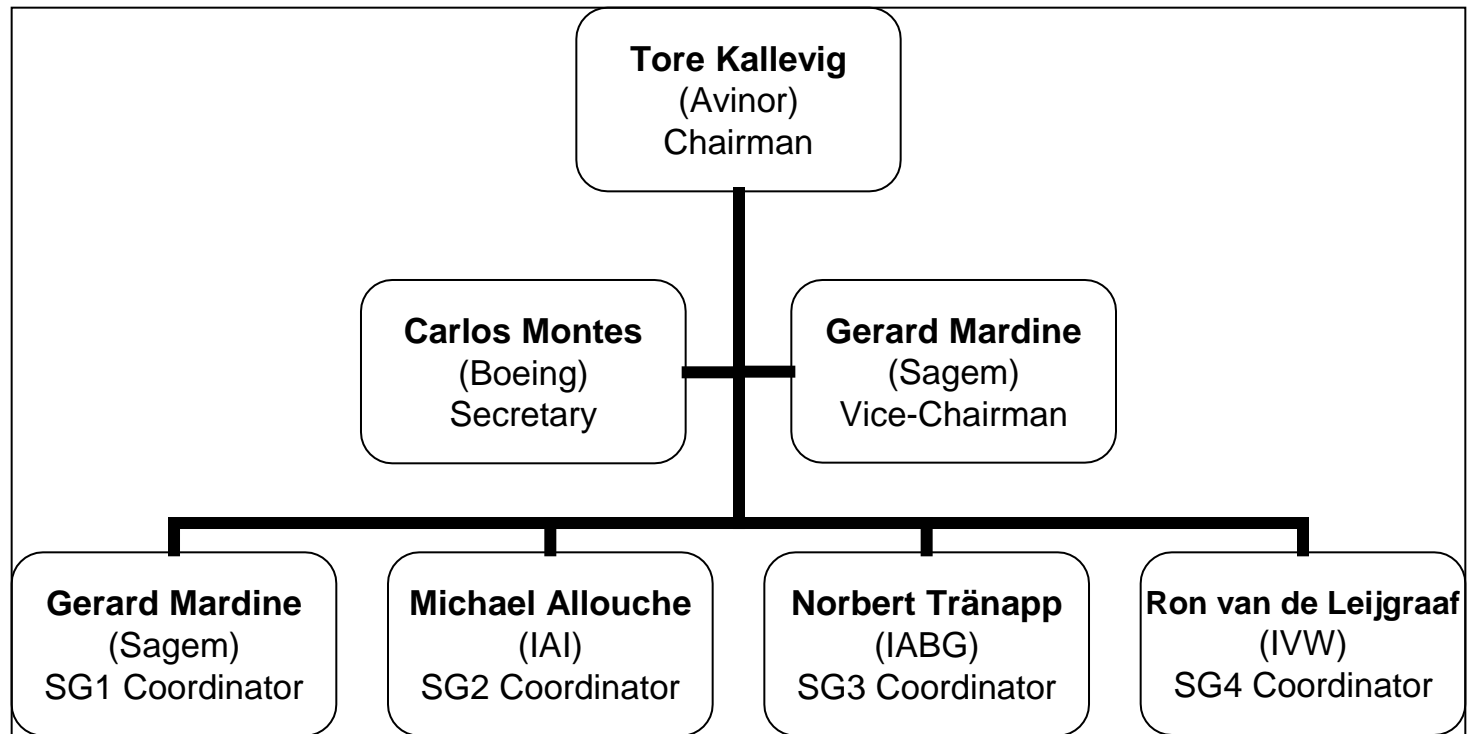 Tore Kallevig
(Avinor)
Chairman
Carlos Montes
(Boeing)
Secretary
Gerard Mardine
(Sagem)
Vice-Chairman
Gerard Mardine
(Sagem)
SG1 Coordinator
Michael Allouche
(IAI)
SG2 Coordinator
Norbert Tränapp
(IABG)
SG3 Coordinator
Ron van de Leijgraaf
(IVW)
SG4 Coordinator